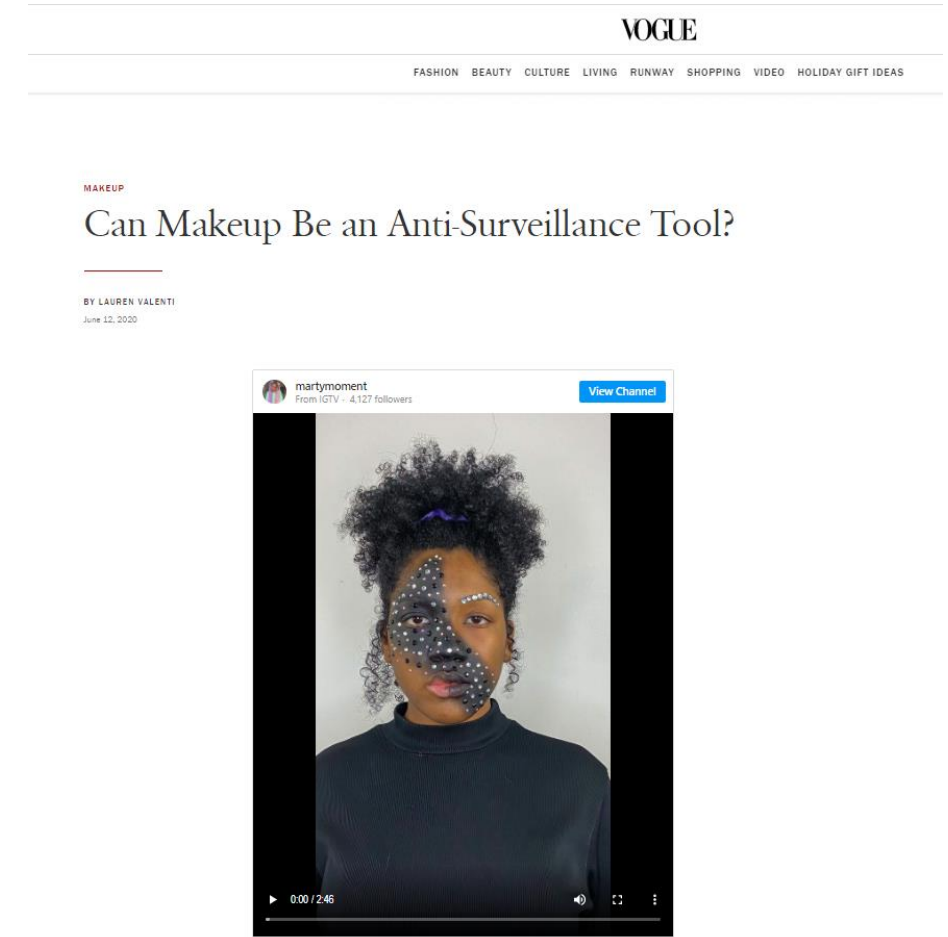 VOGUE
FASHION BEAUTY CULTURE LIVING RUNWAY SHOPPING VIDEO HOLIDAY GIFT IDEAS
MAKEUP
Can Makeup Be an Anti-Surveillance Tool?
BY LAUREN VALENTI
June 12, 2020
martymoment
From IGTV · 4,127 followers
View Channel
0:00 / 2:46